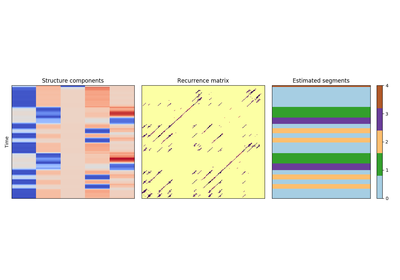 Structure components
Recurrence matrix
Estimated segments
Time
4
3
2
1
0